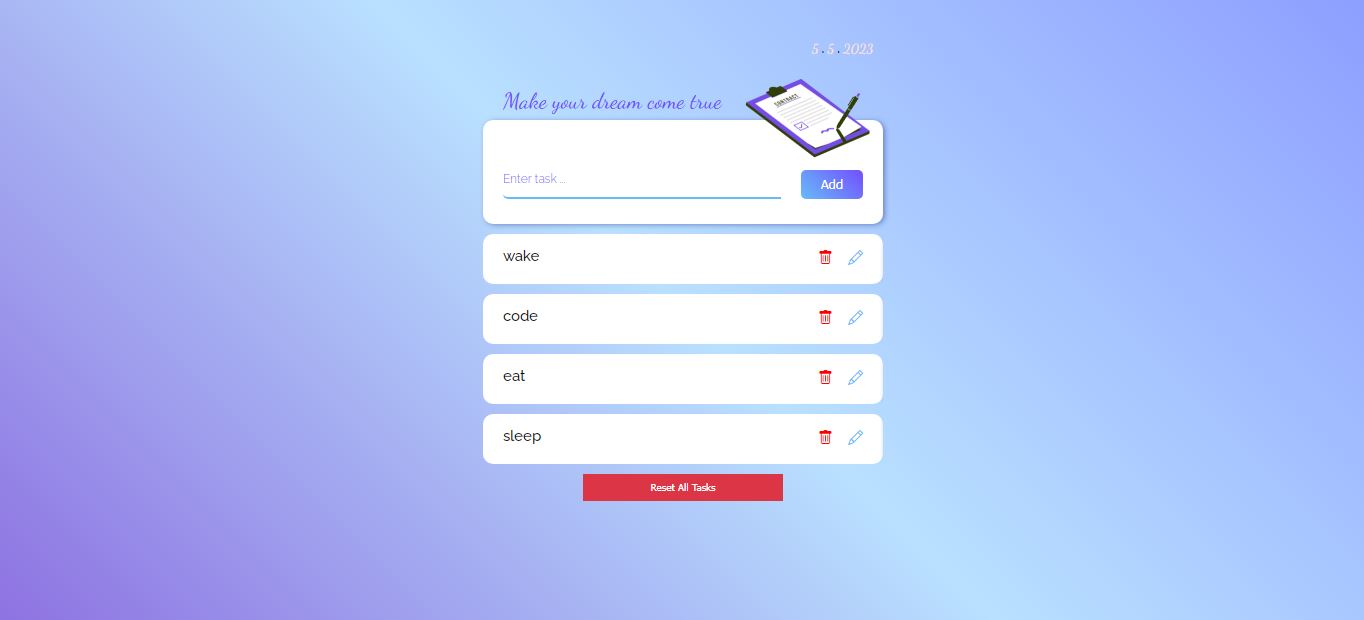 5 . 5 . 2023
Make your dream come true
CONTRACT
Enter task ...
Add
wake
code
eat
sleep
Reset All Tasks